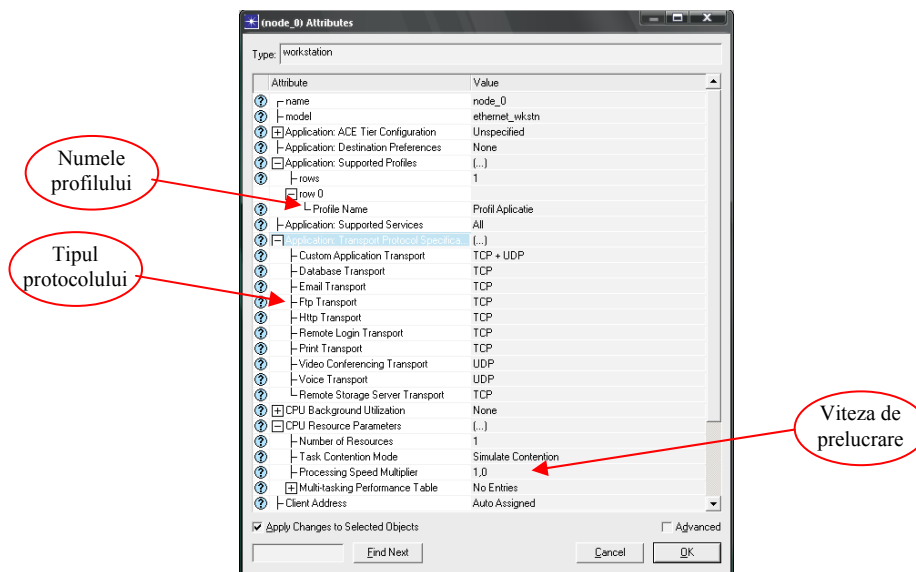 (node_0) Attributes
Type: workstation
Attribute Value
name node_0
model ethernet_wkstn
Application: ACE Tier Configuration Unspecified
Application: Destination Preferences None
Application: Supported Profiles (...)
rows 1
row 0
Profile Name Profil Aplicatie
Application: Supported Services All
Application: Transport Protocol Specifica... (...)
Custom Application Transport TCP + UDP
Database Transport TCP
Email Transport TCP
Ftp Transport TCP
Http Transport TCP
Remote Login Transport TCP
Print Transport TCP
Video Conferencing Transport UDP
Voice Transport UDP
Remote Storage Server Transport TCP
CPU Background Utilization None
CPU Resource Parameters (...)
Number of Resources 1
Task Contention Mode Simulate Contention
Processing Speed Multiplier 1,0
Multi-tasking Performance Table No Entries
Client Address Auto Assigned
Apply Changes to Selected Objects Advanced
Find Next Cancel OK
Numele
profilului
Tipul
protocolului
Viteza de
prelucrare